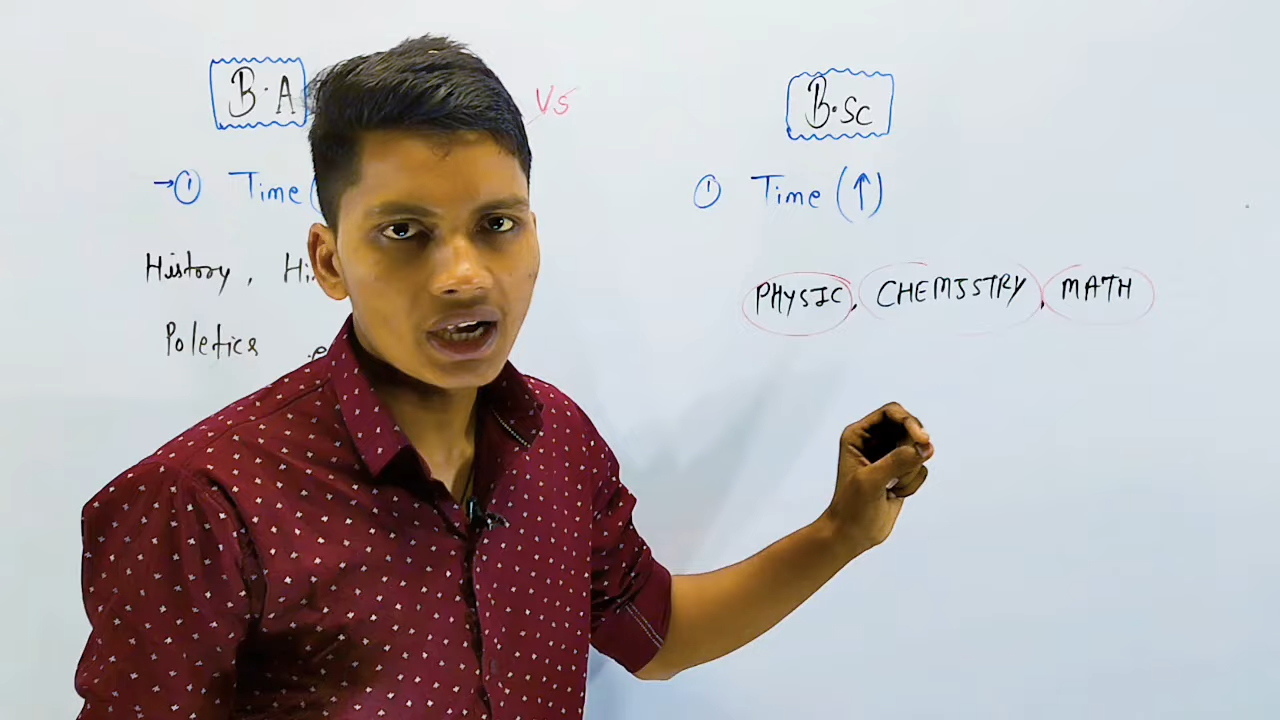 B.A
VS
B.Sc
→① Time (
① Time (↑)
History, Hi
Poletics
PHYSIC, CHEMISTRY, MATH